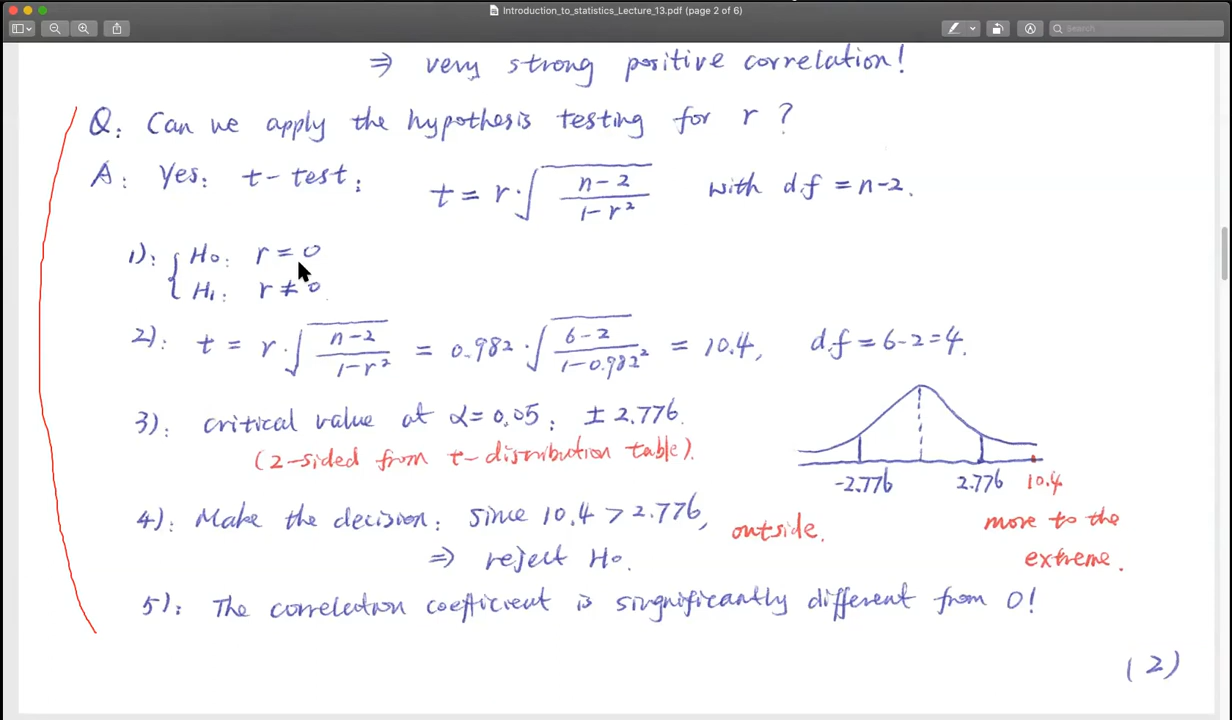 Introduction_to_statistics_Lecture_13.pdf (page 2 of 6)
Search
⇒ very strong positive correlation!
Q: Can we apply the hypothesis testing for r ?
A: Yes: t-test: t = r·√((n-2)/(1-r²)) with d.f = n-2.
1): { H₀: r = 0
H₁: r ≠ 0
2): t = r·√((n-2)/(1-r²)) = 0.982·√((6-2)/(1-0.982²)) = 10.4, d.f = 6-2=4.
3): critical value at α=0.05: ± 2.776.
(2-sided from t-distribution table).
-2.776 2.776 10.4
4): Make the decision: since 10.4 > 2.776, outside.
more to the
extreme.
⇒ reject H₀.
5): The correlation coefficient is singnificantly different from 0!
(2)